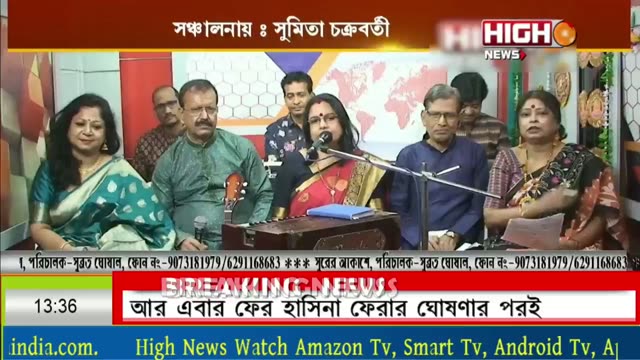 সঞ্চালনায় : সুমিতা চক্রবর্তী
HIGH
NEWS
া, পরিচালক-সুব্রত ঘোষাল, ফোন নং:-9073181979/6291168683 *** সুরের আকাশে, পরিচালক-সুব্রত ঘোষাল, ফোন নং:-9073181979/6291168683
BREAKING NEWS
13:36
আর এবার ফের হাসিনা ফেরার ঘোষণার পরই
india.com. High News Watch Amazon Tv, Smart Tv, Android Tv, A